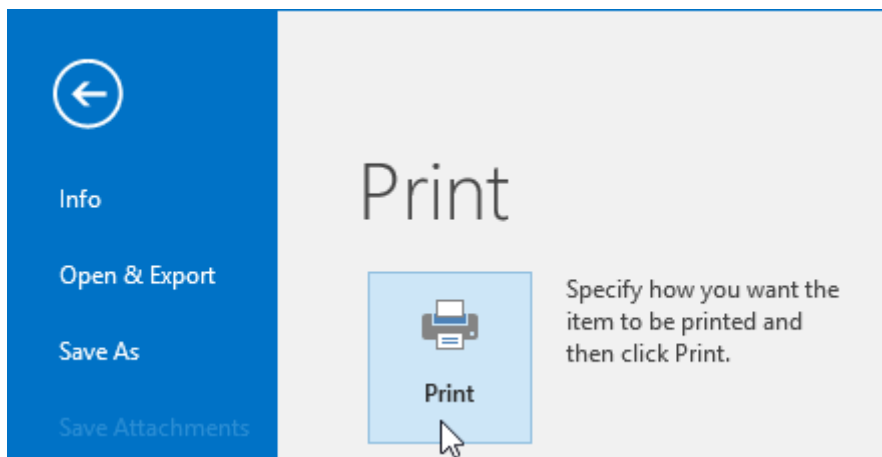 Info
Open & Export
Save As
Save Attachments
Print
Print
Specify how you want the
item to be printed and
then click Print.